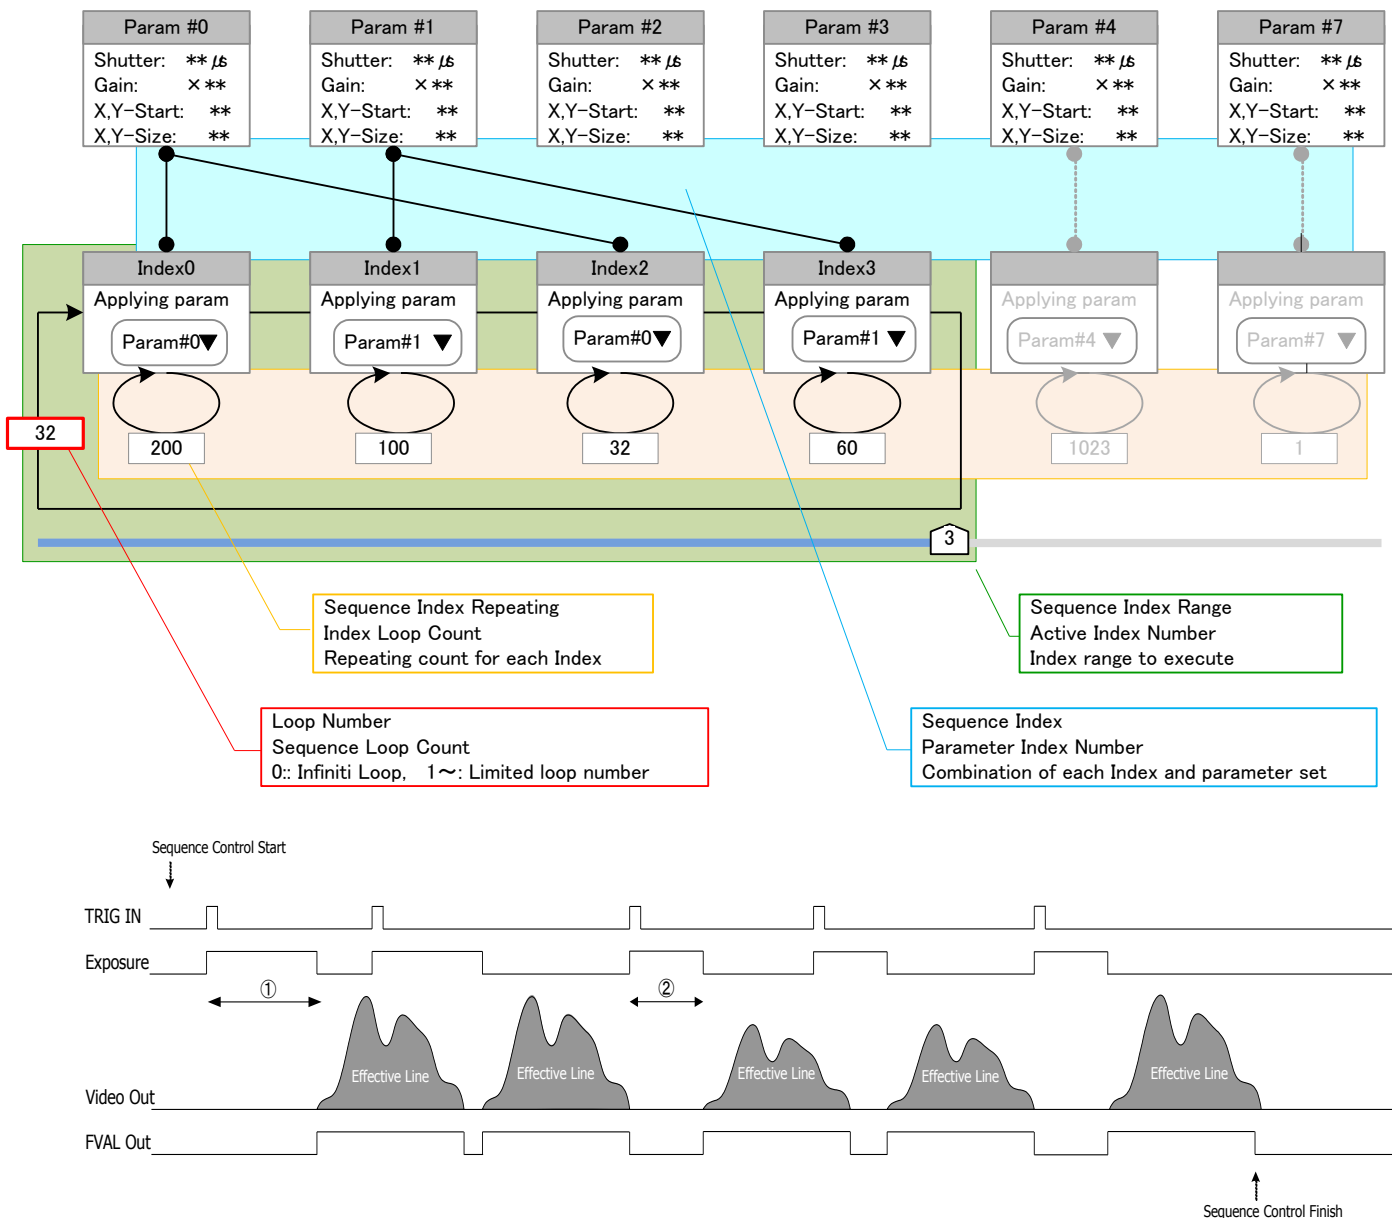 Param #0
Shutter: ** μs
Gain: ×**
X,Y-Start: **
X,Y-Size: **
Param #1
Shutter: ** μs
Gain: ×**
X,Y-Start: **
X,Y-Size: **
Param #2
Shutter: ** μs
Gain: ×**
X,Y-Start: **
X,Y-Size: **
Param #3
Shutter: ** μs
Gain: ×**
X,Y-Start: **
X,Y-Size: **
Param #4
Shutter: ** μs
Gain: ×**
X,Y-Start: **
X,Y-Size: **
Param #7
Shutter: ** μs
Gain: ×**
X,Y-Start: **
X,Y-Size: **
Index0
Applying param
Param#0▼
Index1
Applying param
Param#1 ▼
Index2
Applying param
Param#0▼
Index3
Applying param
Param#1 ▼
Applying param
Param#4 ▼
Applying param
Param#7 ▼
32
200
100
32
60
1023
1
3
Sequence Index Repeating
Index Loop Count
Repeating count for each Index
Sequence Index Range
Active Index Number
Index range to execute
Loop Number
Sequence Loop Count
0:: Infiniti Loop, 1～: Limited loop number
Sequence Index
Parameter Index Number
Combination of each Index and parameter set
Sequence Control Start
TRIG IN
Exposure
①
②
Effective Line
Effective Line
Effective Line
Effective Line
Effective Line
Video Out
FVAL Out
Sequence Control Finish